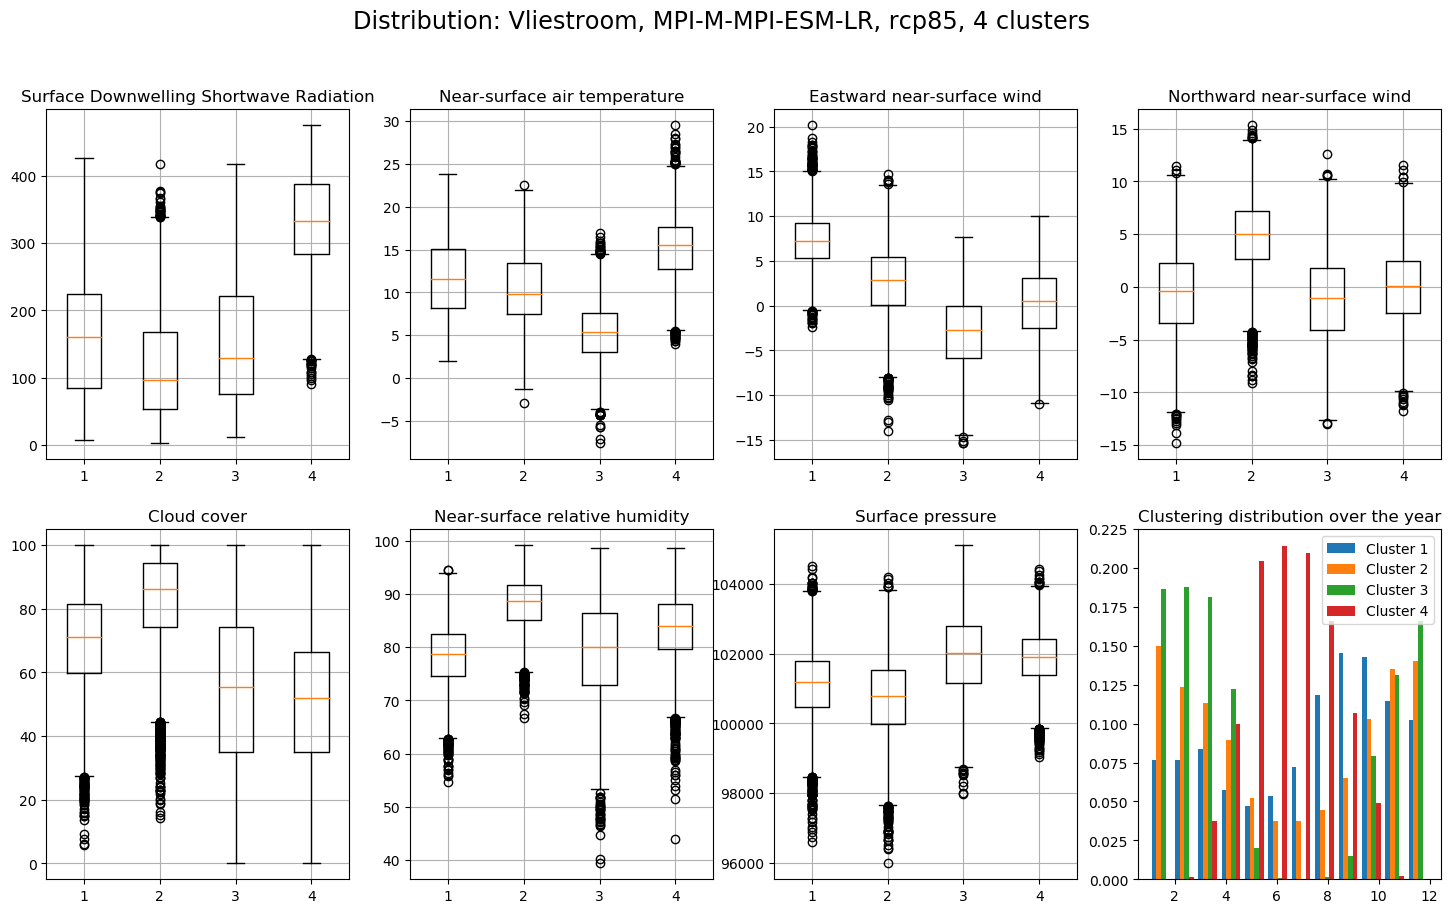 Distribution: Vliestroom, MPI-M-MPI-ESM-LR, rcp85, 4 clusters
Surface Downwelling Shortwave Radiation
400
300
200
100
0
1 2 3 4
Near-surface air temperature
30
25
20
15
10
5
0
−5
1 2 3 4
Eastward near-surface wind
20
15
10
5
0
−5
−10
−15
1 2 3 4
Northward near-surface wind
15
10
5
0
−5
−10
−15
1 2 3 4
Cloud cover
100
80
60
40
20
0
1 2 3 4
Near-surface relative humidity
100
90
80
70
60
50
40
1 2 3 4
Surface pressure
104000
102000
100000
98000
96000
1 2 3 4
Clustering distribution over the year
0.225
0.200
0.175
0.150
0.125
0.100
0.075
0.050
0.025
0.000
2 4 6 8 10 12
Cluster 1
Cluster 2
Cluster 3
Cluster 4